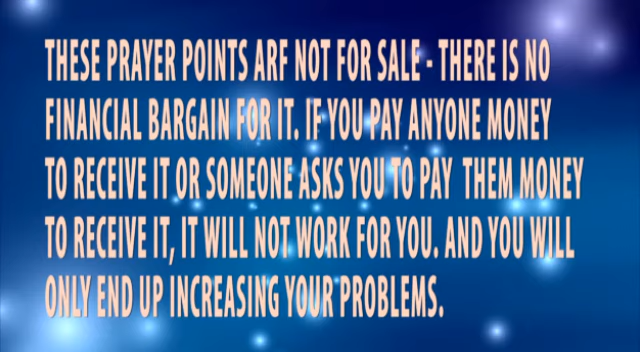 THESE PRAYER POINTS ARF NOT FOR SALE - THERE IS NO
FINANCIAL BARGAIN FOR IT. IF YOU PAY ANYONE MONEY
TO RECEIVE IT OR SOMEONE ASKS YOU TO PAY THEM MONEY
TO RECEIVE IT, IT WILL NOT WORK FOR YOU. AND YOU WILL
ONLY END UP INCREASING YOUR PROBLEMS.